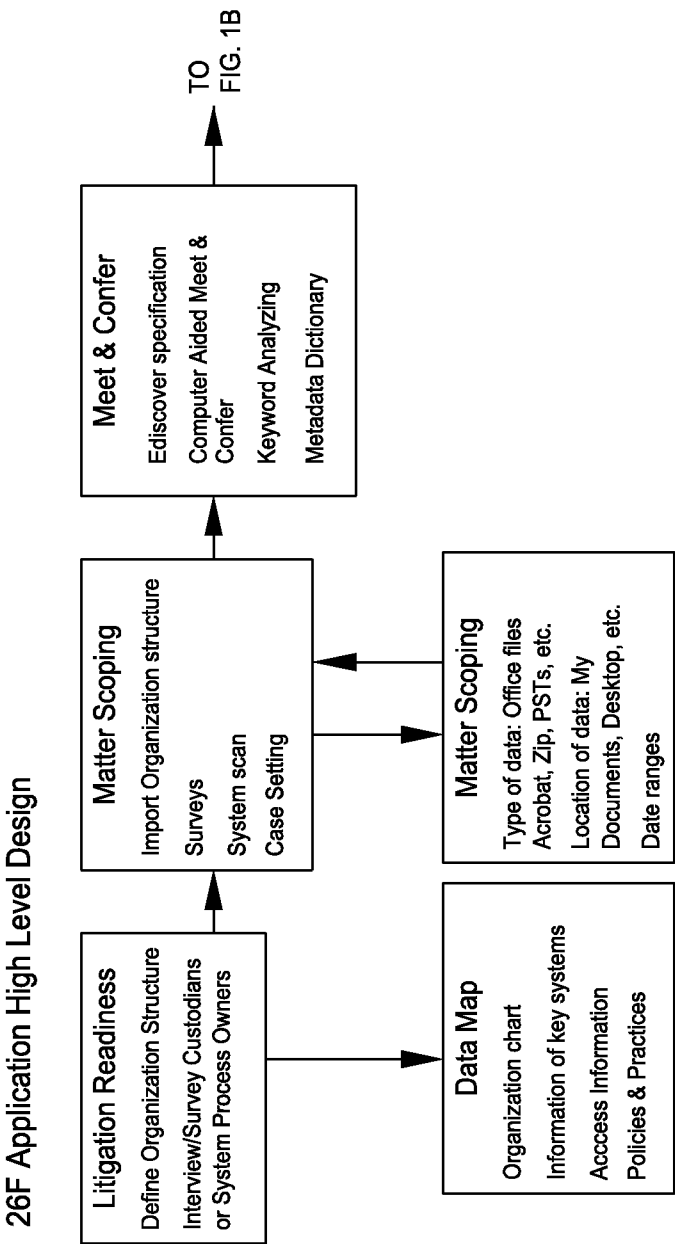 26F Application High Level Design
Litigation Readiness
Define Organization Structure
Interview/Survey Custodians
or System Process Owners
Matter Scoping
Import Organization structure
Surveys
System scan
Case Setting
Meet & Confer
Ediscover specification
Computer Aided Meet &
Confer
Keyword Analyzing
Metadata Dictionary
TO
FIG. 1B
Data Map
Organization chart
Information of key systems
Acccess Information
Policies & Practices
Matter Scoping
Type of data: Office files
Acrobat, Zip, PSTs, etc.
Location of data: My
Documents, Desktop, etc.
Date ranges